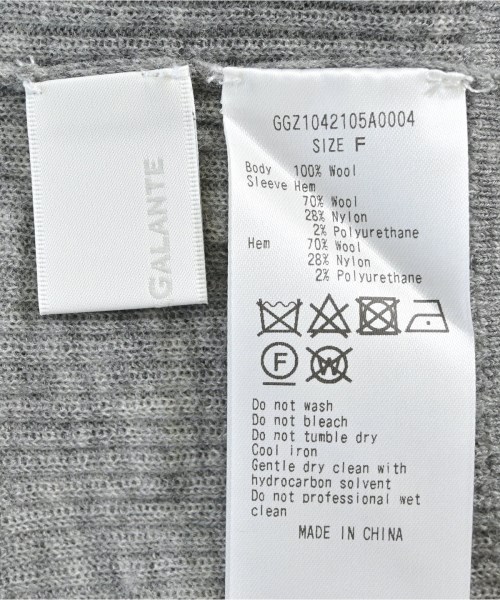 GALANTE
GGZ1042105A0004
SIZE F
Body 100% Wool
Sleeve Hem
70% Wool
28% Nylon
2% Polyurethane
Hem 70% Wool
28% Nylon
2% Polyurethane
F
W
Do not wash
Do not bleach
Do not tumble dry
Cool iron
Gentle dry clean with
hydrocarbon solvent
Do not professional wet
clean
MADE IN CHINA